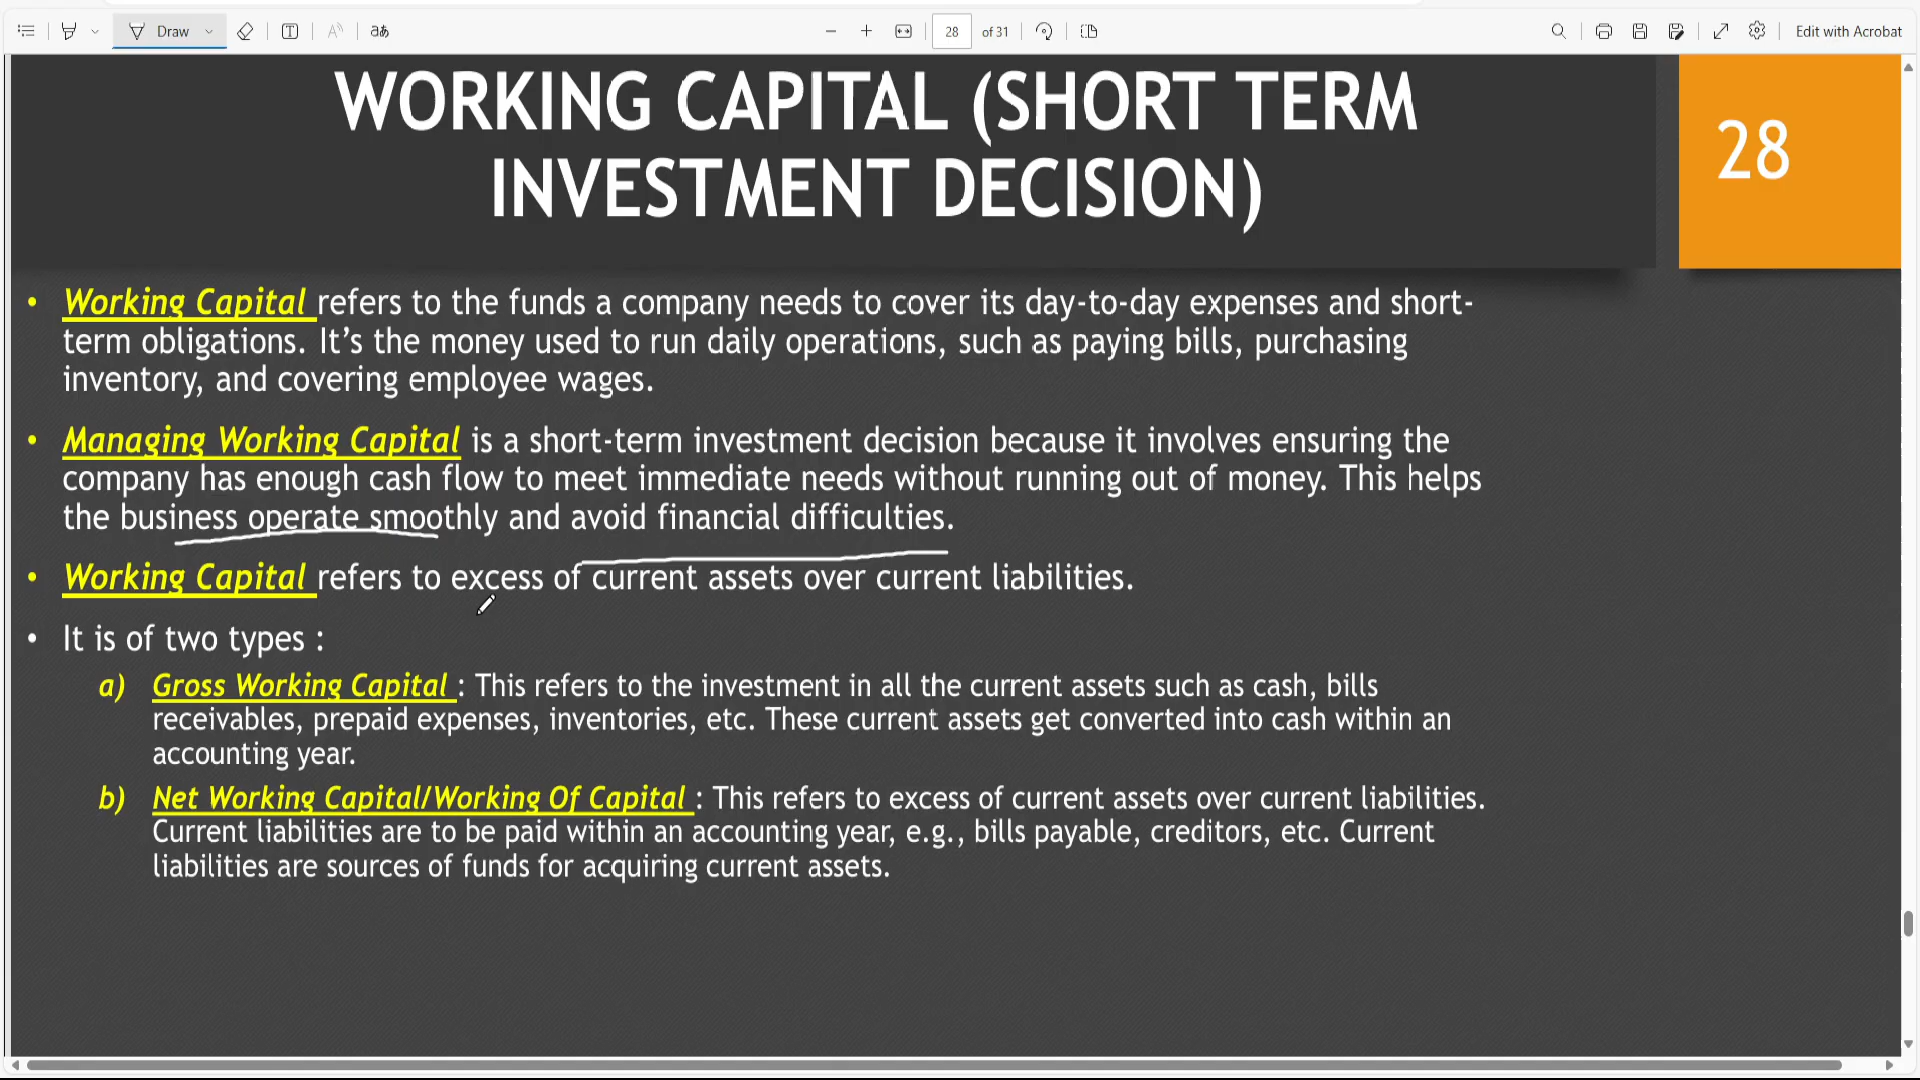 Draw
28 of 31
Edit with Acrobat
WORKING CAPITAL (SHORT TERM
INVESTMENT DECISION)
28
• Working Capital refers to the funds a company needs to cover its day-to-day expenses and short-
term obligations. It’s the money used to run daily operations, such as paying bills, purchasing
inventory, and covering employee wages.
• Managing Working Capital is a short-term investment decision because it involves ensuring the
company has enough cash flow to meet immediate needs without running out of money. This helps
the business operate smoothly and avoid financial difficulties.
• Working Capital refers to excess of current assets over current liabilities.
• It is of two types :
a) Gross Working Capital : This refers to the investment in all the current assets such as cash, bills
receivables, prepaid expenses, inventories, etc. These current assets get converted into cash within an
accounting year.
b) Net Working Capital/Working Of Capital : This refers to excess of current assets over current liabilities.
Current liabilities are to be paid within an accounting year, e.g., bills payable, creditors, etc. Current
liabilities are sources of funds for acquiring current assets.